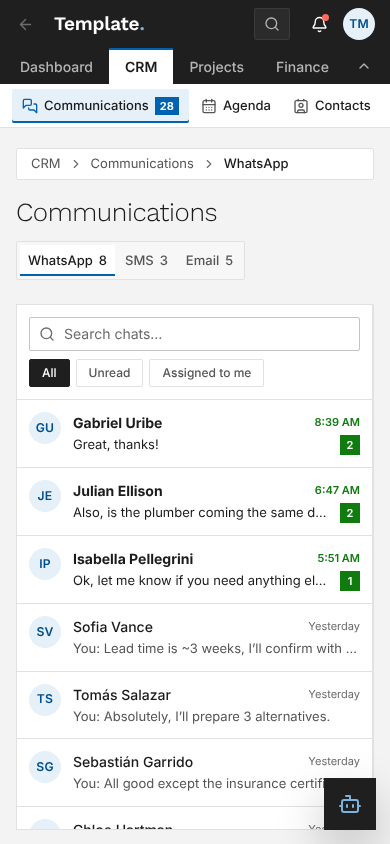 Template.
TM
Dashboard CRM Projects Finance
Communications 28 Agenda Contacts
CRM > Communications > WhatsApp
Communications
WhatsApp 8 SMS 3 Email 5
Search chats...
All Unread Assigned to me
GU Gabriel Uribe 8:39 AM
Great, thanks! 2
JE Julian Ellison 6:47 AM
Also, is the plumber coming the same d... 2
IP Isabella Pellegrini 5:51 AM
Ok, let me know if you need anything el... 1
SV Sofia Vance Yesterday
You: Lead time is ~3 weeks, I'll confirm with ...
TS Tomás Salazar Yesterday
You: Absolutely, I'll prepare 3 alternatives.
SG Sebastián Garrido Yesterday
You: All good except the insurance